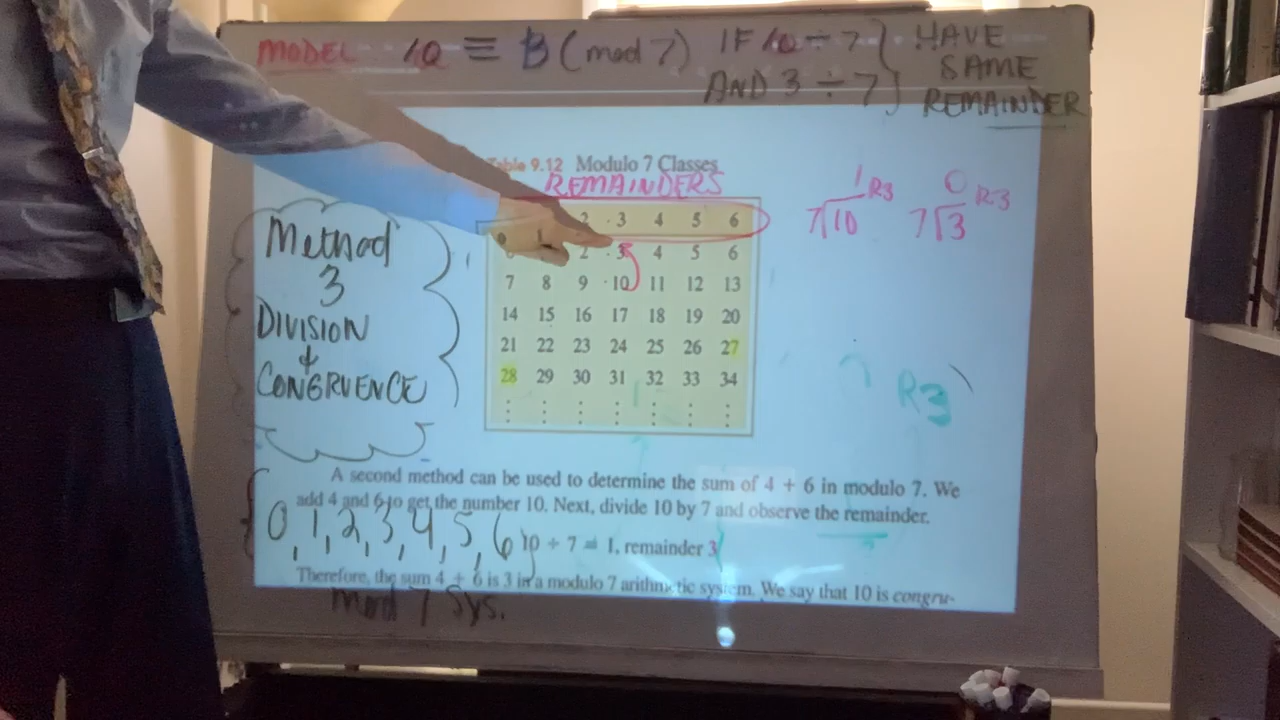 MODEL 10 ≡ B (mod 7) IF 10 ÷ 7 } HAVE
AND 3 ÷ 7 } SAME
REMAINDER
Table 9.12 Modulo 7 Classes
REMAINDERS
2 3 4 5 6
2 3 4 5 6
7 8 9 10 11 12 13
14 15 16 17 18 19 20
21 22 23 24 25 26 27
28 29 30 31 32 33 34
⋮ ⋮ ⋮ ⋮ ⋮ ⋮ ⋮
1 R3
7)10
0 R3
7)3
R3
Method
3
DIVISION
&
CONGRUENCE
A second method can be used to determine the sum of 4 + 6 in modulo 7. We
add 4 and 6 to get the number 10. Next, divide 10 by 7 and observe the remainder.
{0, 1, 2, 3, 4, 5, 6}
10 ÷ 7 = 1, remainder 3
Therefore, the sum 4 + 6 is 3 in a modulo 7 arithmetic system. We say that 10 is congru-
mod 7 sys.